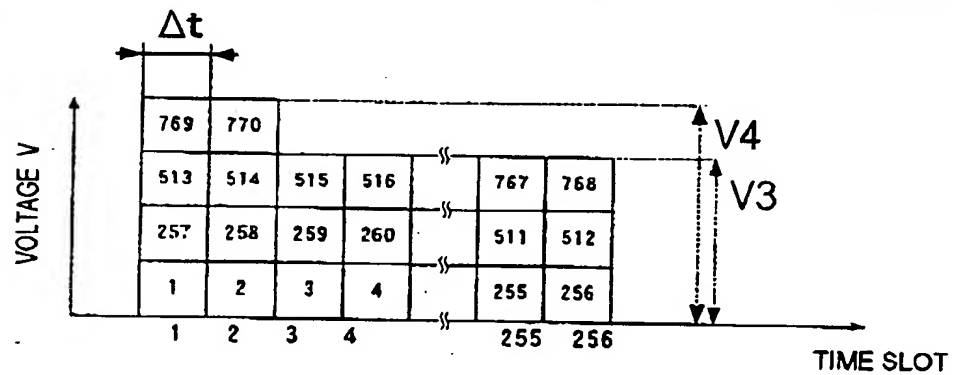 Δt
VOLTAGE V
769 770
V4
513 514 515 516 767 768
V3
257 258 259 260 511 512
1 2 3 4 255 256
1 2 3 4 255 256
TIME SLOT